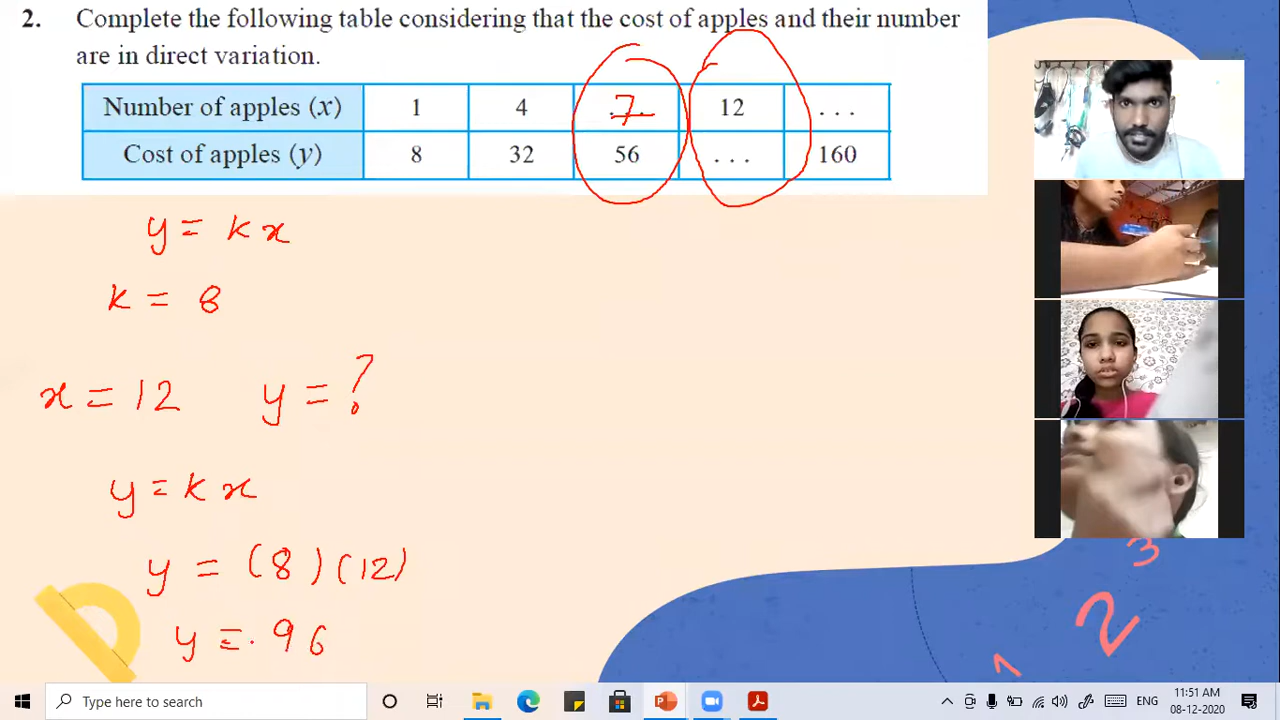 2. Complete the following table considering that the cost of apples and their number
are in direct variation.
Number of apples (x) 1 4 7 12 ...
Cost of apples (y) 8 32 56 ... 160
y = kx
k = 8
x = 12 y = ?
y = kx
y = (8)(12)
y = 96
3
2
1
Type here to search
ENG
11:51 AM
08-12-2020